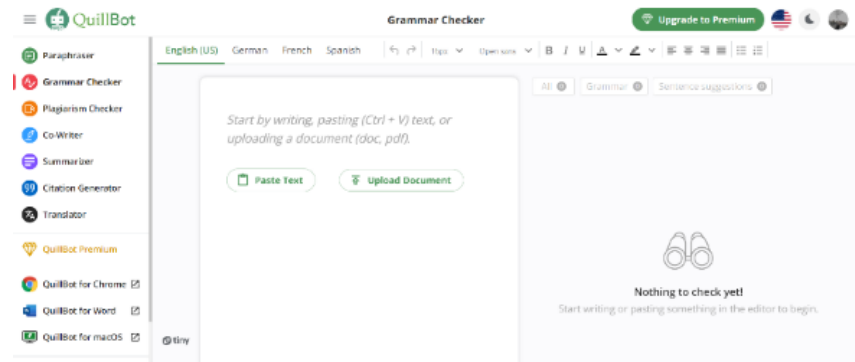 QuillBot
Grammar Checker
Upgrade to Premium
Paraphraser
Grammar Checker
Plagiarism Checker
Co-Writer
Summarizer
Citation Generator
Translator
QuillBot Premium
QuillBot for Chrome
QuillBot for Word
QuillBot for macOS
English (US) German French Spanish 15px Open sans B I U A
Start by writing, pasting (Ctrl + V) text, or
uploading a document (doc, pdf).
Paste Text Upload Document
tiny
All Grammar Sentence suggestions
Nothing to check yet!
Start writing or pasting something in the editor to begin.